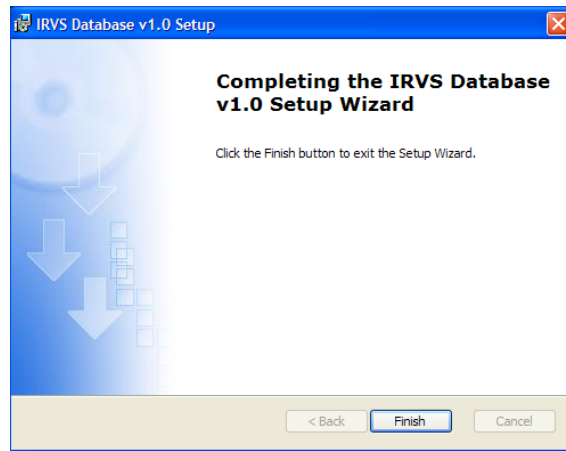 IRVS Database v1.0 Setup
Completing the IRVS Database
v1.0 Setup Wizard
Click the Finish button to exit the Setup Wizard.
< Back
Finish
Cancel